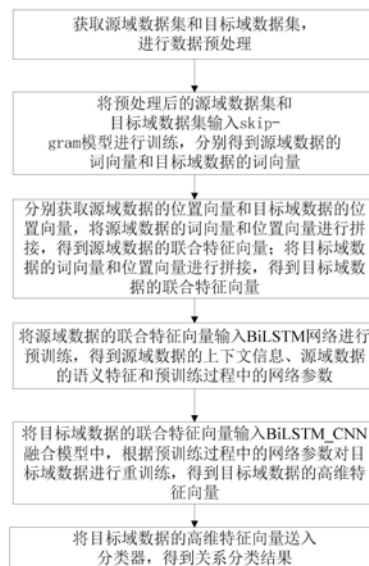 获取源域数据集和目标域数据集，
进行数据预处理
将预处理后的源域数据集和
目标域数据集输入skip-
gram模型进行训练，分别得到源域数据的
词向量和目标域数据的词向量
分别获取源域数据的位置向量和目标域数据的位
置向量，将源域数据的词向量和位置向量进行拼
接，得到源域数据的联合特征向量；将目标域数
据的词向量和位置向量进行拼接，得到目标域数
据的联合特征向量
将源域数据的联合特征向量输入BiLSTM网络进行
预训练，得到源域数据的上下文信息、源域数据
的语义特征和预训练过程中的网络参数
将目标域数据的联合特征向量输入BiLSTM_CNN
融合模型中，根据预训练过程中的网络参数对目
标域数据进行重训练，得到目标域数据的高维特
征向量
将目标域数据的高维特征向量送入
分类器，得到关系分类结果